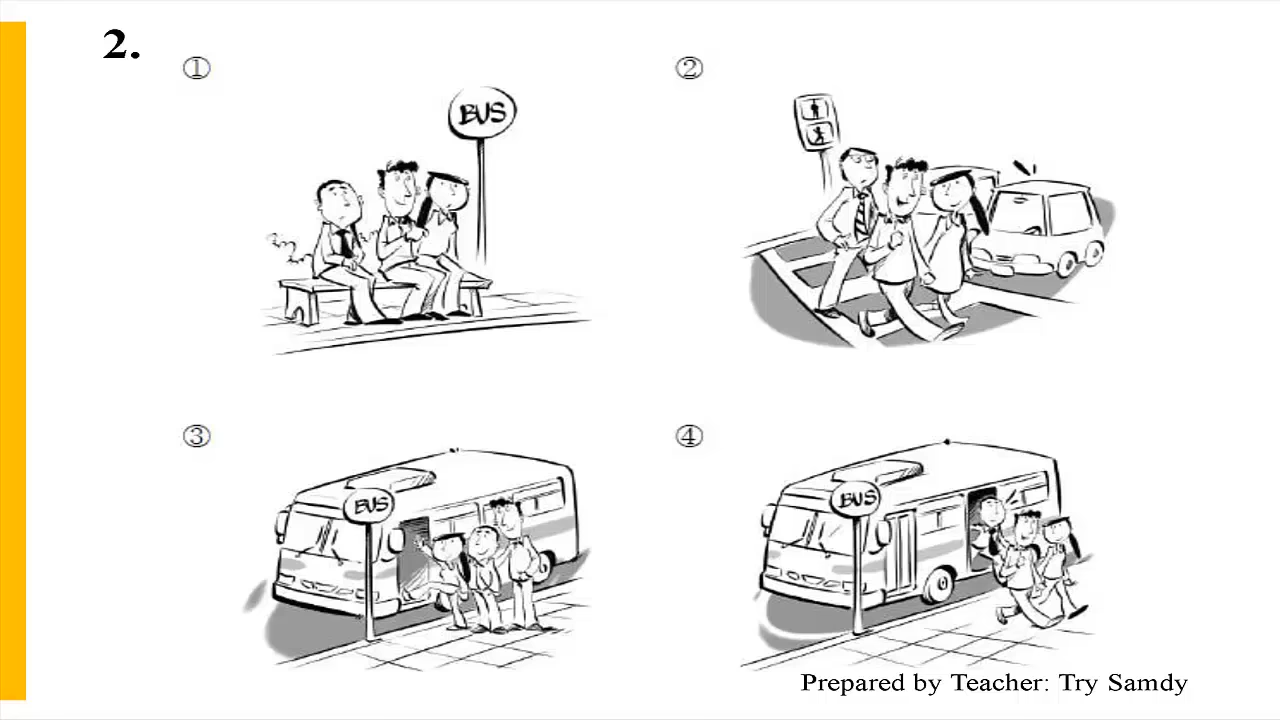 2.
① ②
BUS
③ ④
BUS BUS
Prepared by Teacher: Try Samdy